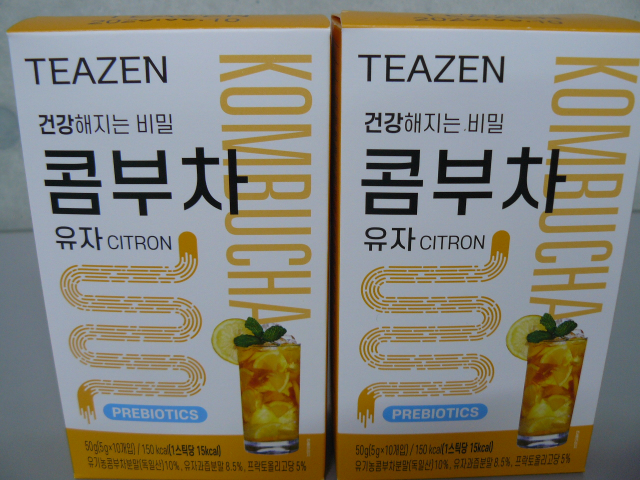 TEAZEN
건강해지는 비밀
콤부차
유자 CITRON
KOMBUCHA
PREBIOTICS
50g(5g×10개입) / 150 kcal(1스틱당 15kcal)
유기농콤부차분말(독일산)10%, 유자과즙분말 8.5%, 프락토올리고당 5%
TEAZEN
건강해지는 비밀
콤부차
유자 CITRON
KOMBUCHA
PREBIOTICS
50g(5g×10개입) / 150 kcal(1스틱당 15kcal)
유기농콤부차분말(독일산)10%, 유자과즙분말 8.5%, 프락토올리고당 5%